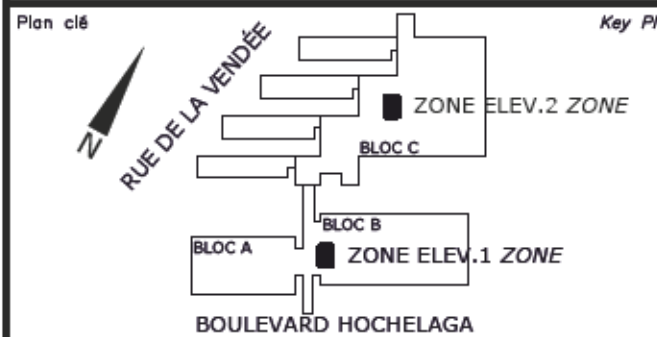 Plan clé
Key Pl
RUE DE LA VENDÉE
N
ZONE ELEV.2 ZONE
BLOC C
BLOC B
BLOC A
ZONE ELEV.1 ZONE
BOULEVARD HOCHELAGA